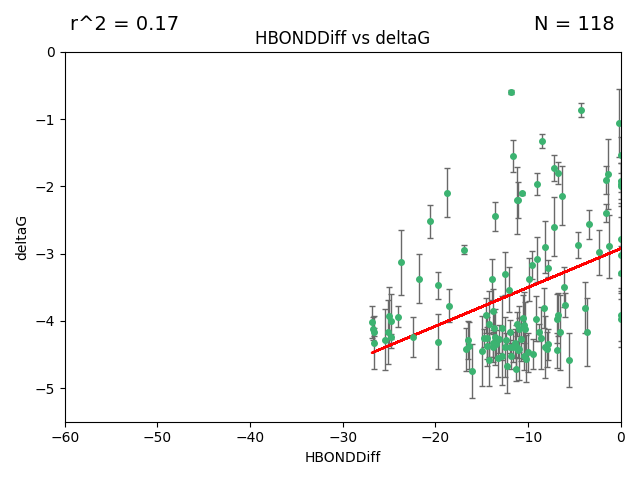 r^2 = 0.17
N = 118
HBONDDiff vs deltaG
0
−1
−2
−3
−4
−5
deltaG
−60 −50 −40 −30 −20 −10 0
HBONDDiff